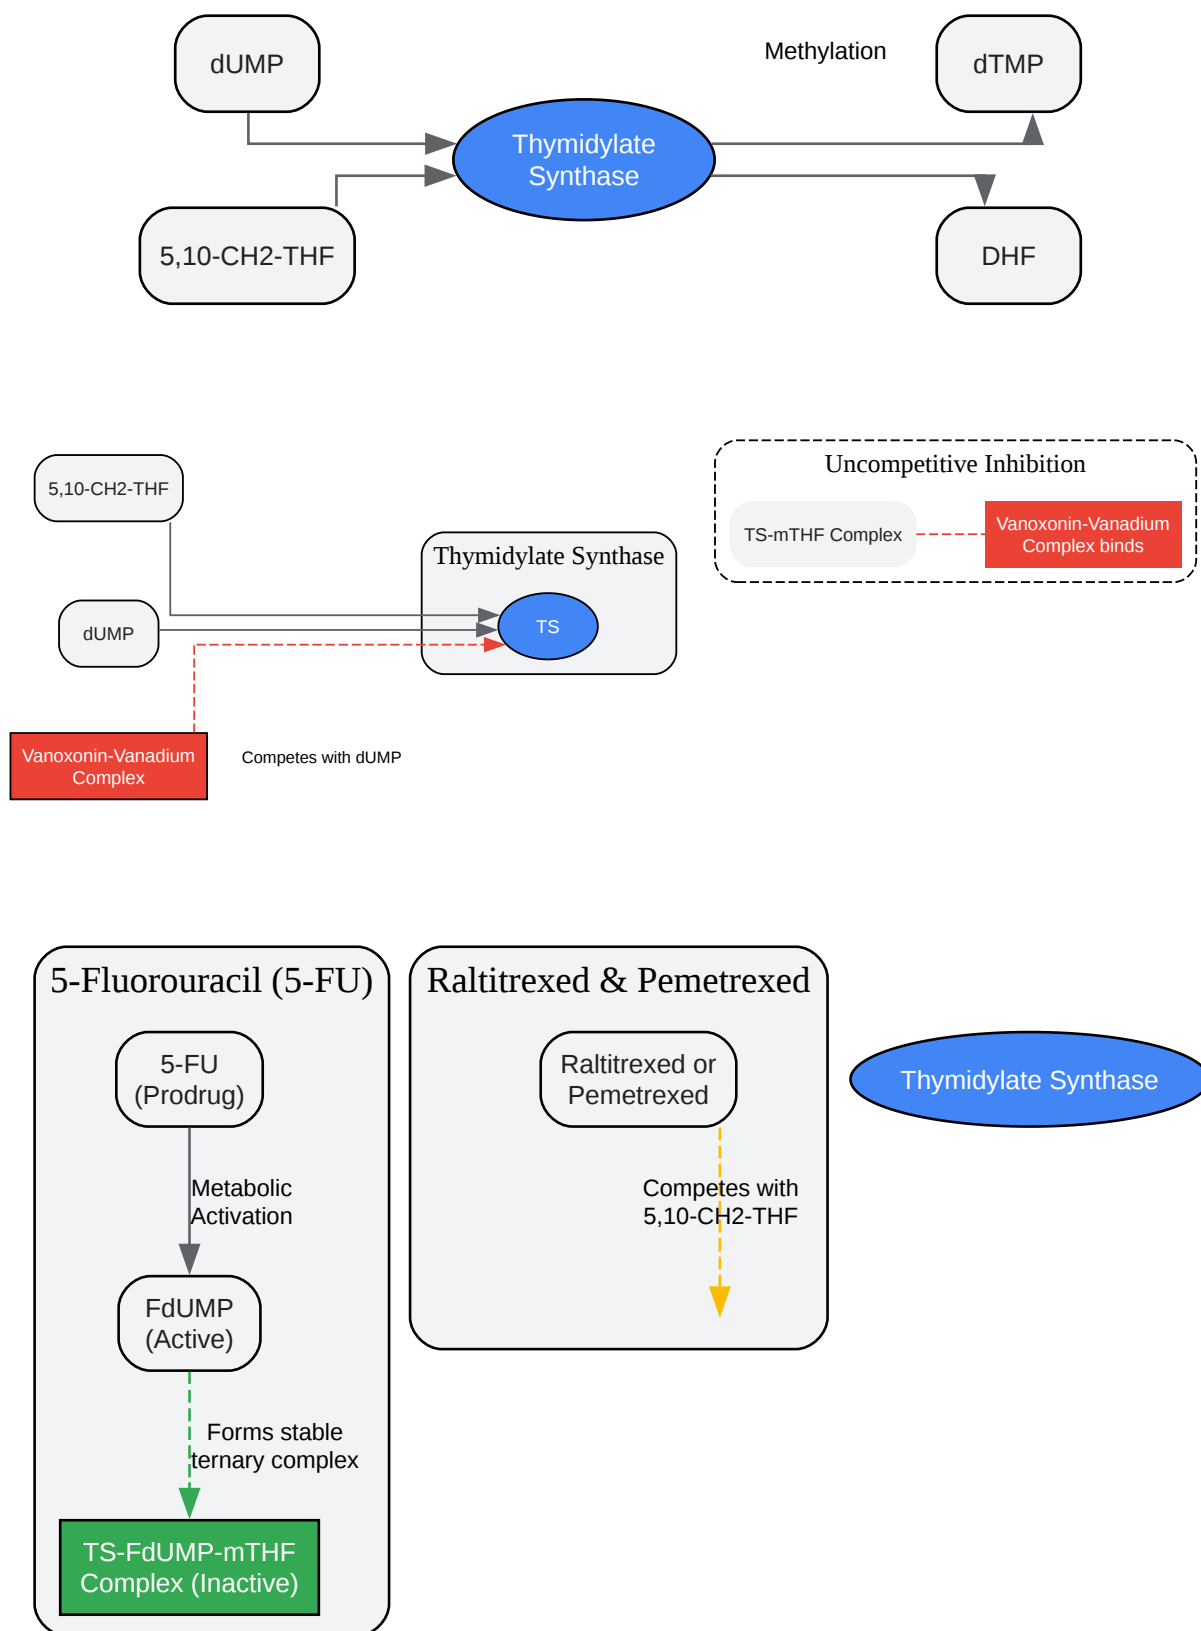 dUMP
Methylation
dTMP
Thymidylate
Synthase
5,10-CH2-THF
DHF
Uncompetitive Inhibition
5,10-CH2-THF
TS-mTHF Complex
Vanoxonin-Vanadium
Complex binds
Thymidylate Synthase
dUMP
TS
Vanoxonin-Vanadium
Complex
Competes with dUMP
5-Fluorouracil (5-FU)
5-FU
(Prodrug)
Metabolic
Activation
FdUMP
(Active)
Forms stable
ternary complex
TS-FdUMP-mTHF
Complex (Inactive)
Raltitrexed & Pemetrexed
Raltitrexed or
Pemetrexed
Competes with
5,10-CH2-THF
Thymidylate Synthase